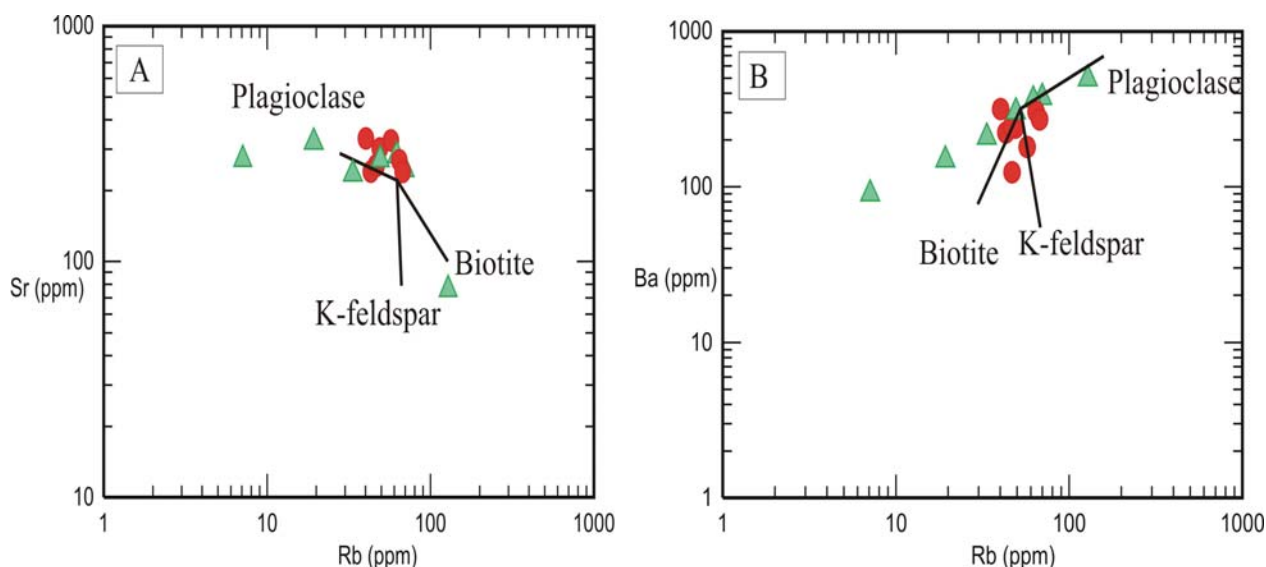 A
1000
Plagioclase
100
Sr (ppm)
Biotite
K-feldspar
10
1
10
100
1000
Rb (ppm)
B
1000
Plagioclase
100
Biotite
K-feldspar
Ba (ppm)
10
1
1
10
100
1000
Rb (ppm)